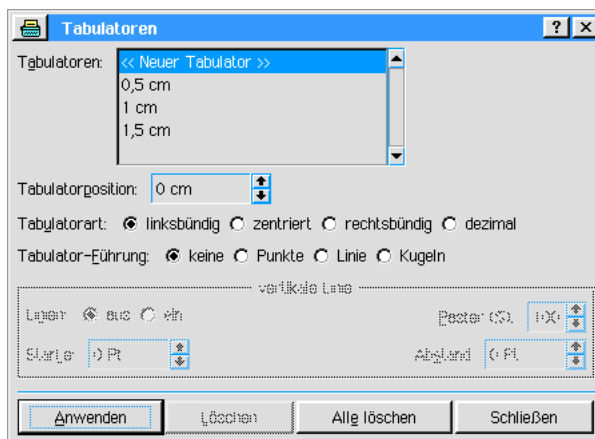 Tabulatoren
Tabulatoren: << Neuer Tabulator >>
0,5 cm
1 cm
1,5 cm
Tabulatorposition: 0 cm
Tabulatorart: linksbündig zentriert rechtsbündig dezimal
Tabulator-Führung: keine Punkte Linie Kugeln
vertikale Linie
Linien: aus ein
Abstand
Anwenden Löschen Alle löschen Schließen